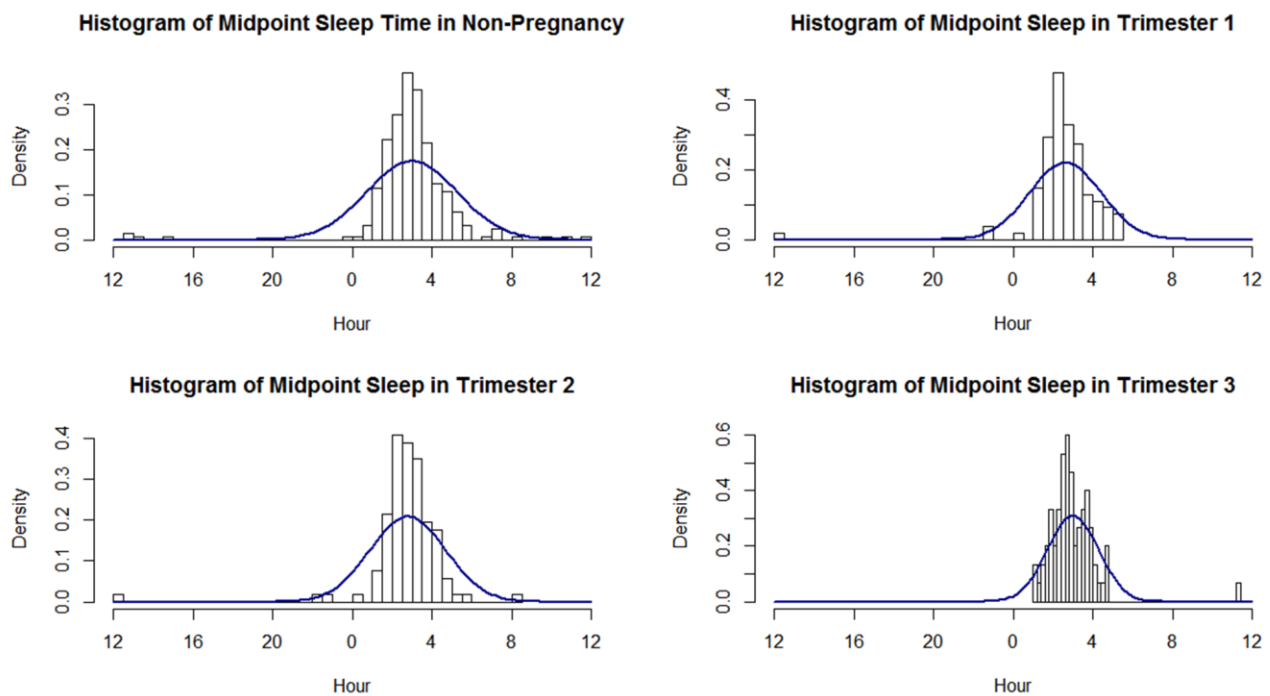 Histogram of Midpoint Sleep Time in Non-Pregnancy
Density
0.0 0.1 0.2 0.3
12 16 20 0 4 8 12
Hour
Histogram of Midpoint Sleep in Trimester 1
Density
0.0 0.2 0.4
12 16 20 0 4 8 12
Hour
Histogram of Midpoint Sleep in Trimester 2
Density
0.0 0.1 0.2 0.3 0.4
12 16 20 0 4 8 12
Hour
Histogram of Midpoint Sleep in Trimester 3
Density
0.0 0.2 0.4 0.6
12 16 20 0 4 8 12
Hour